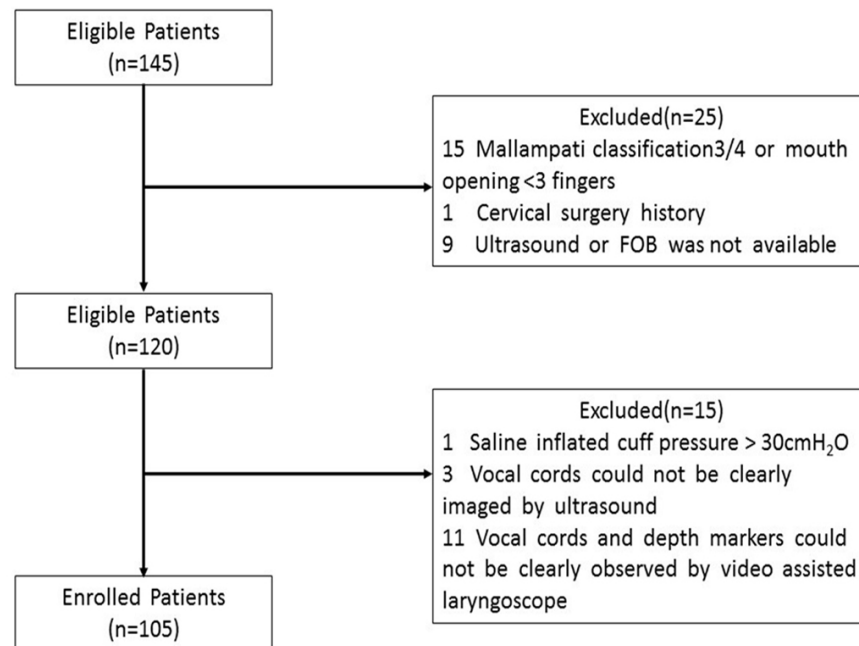 Eligible Patients
(n=145)
Excluded(n=25)
15 Mallampati classification3/4 or mouth
opening <3 fingers
1 Cervical surgery history
9 Ultrasound or FOB was not available
Eligible Patients
(n=120)
Excluded(n=15)
1 Saline inflated cuff pressure > 30cmH₂O
3 Vocal cords could not be clearly
imaged by ultrasound
11 Vocal cords and depth markers could
not be clearly observed by video assisted
laryngoscope
Enrolled Patients
(n=105)